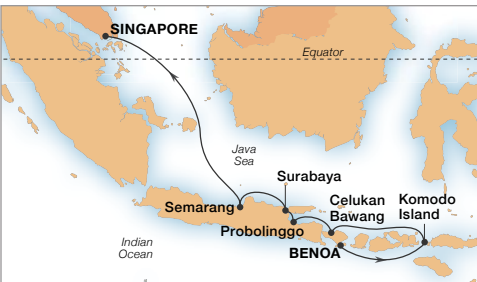 SINGAPORE
Equator
Java
Sea
Surabaya
Semarang
Celukan
Bawang
Komodo
Island
Probolinggo
Indian
Ocean
BENOA